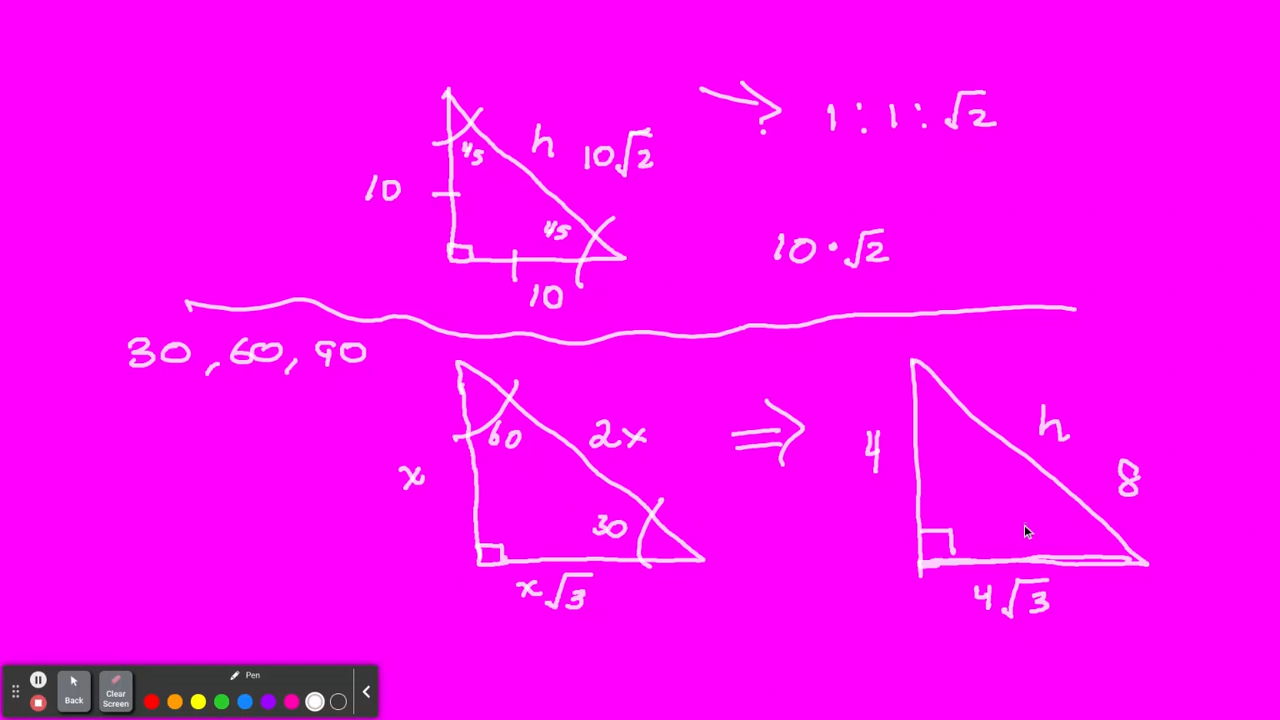 1 : 1 : √2
h 10√2
45
10
45
10 · √2
10
30, 60, 90
60 2x
x
30
x√3
h
4
8
4√3
Pen
Back
Clear
Screen